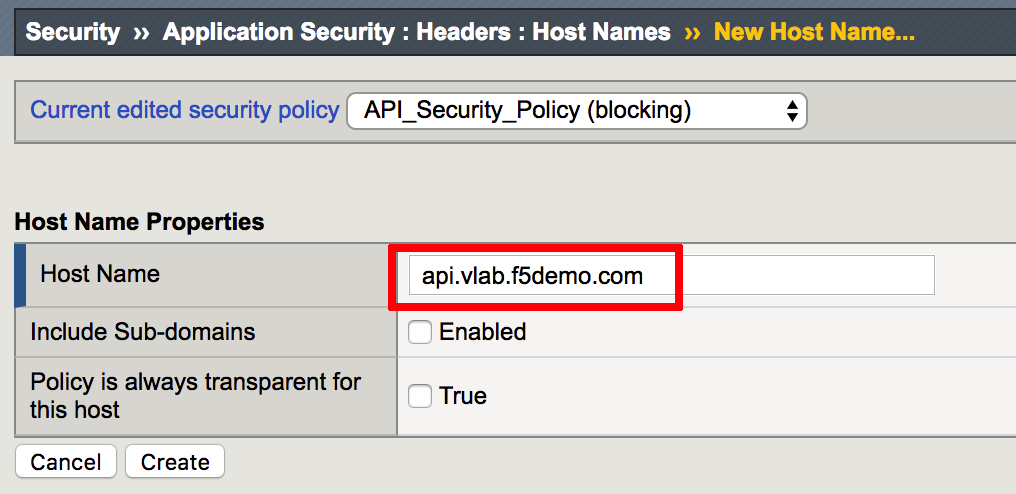 Security ›› Application Security : Headers : Host Names ›› New Host Name...
Current edited security policy API_Security_Policy (blocking)
Host Name Properties
Host Name api.vlab.f5demo.com
Include Sub-domains Enabled
Policy is always transparent for
this host
True
Cancel Create